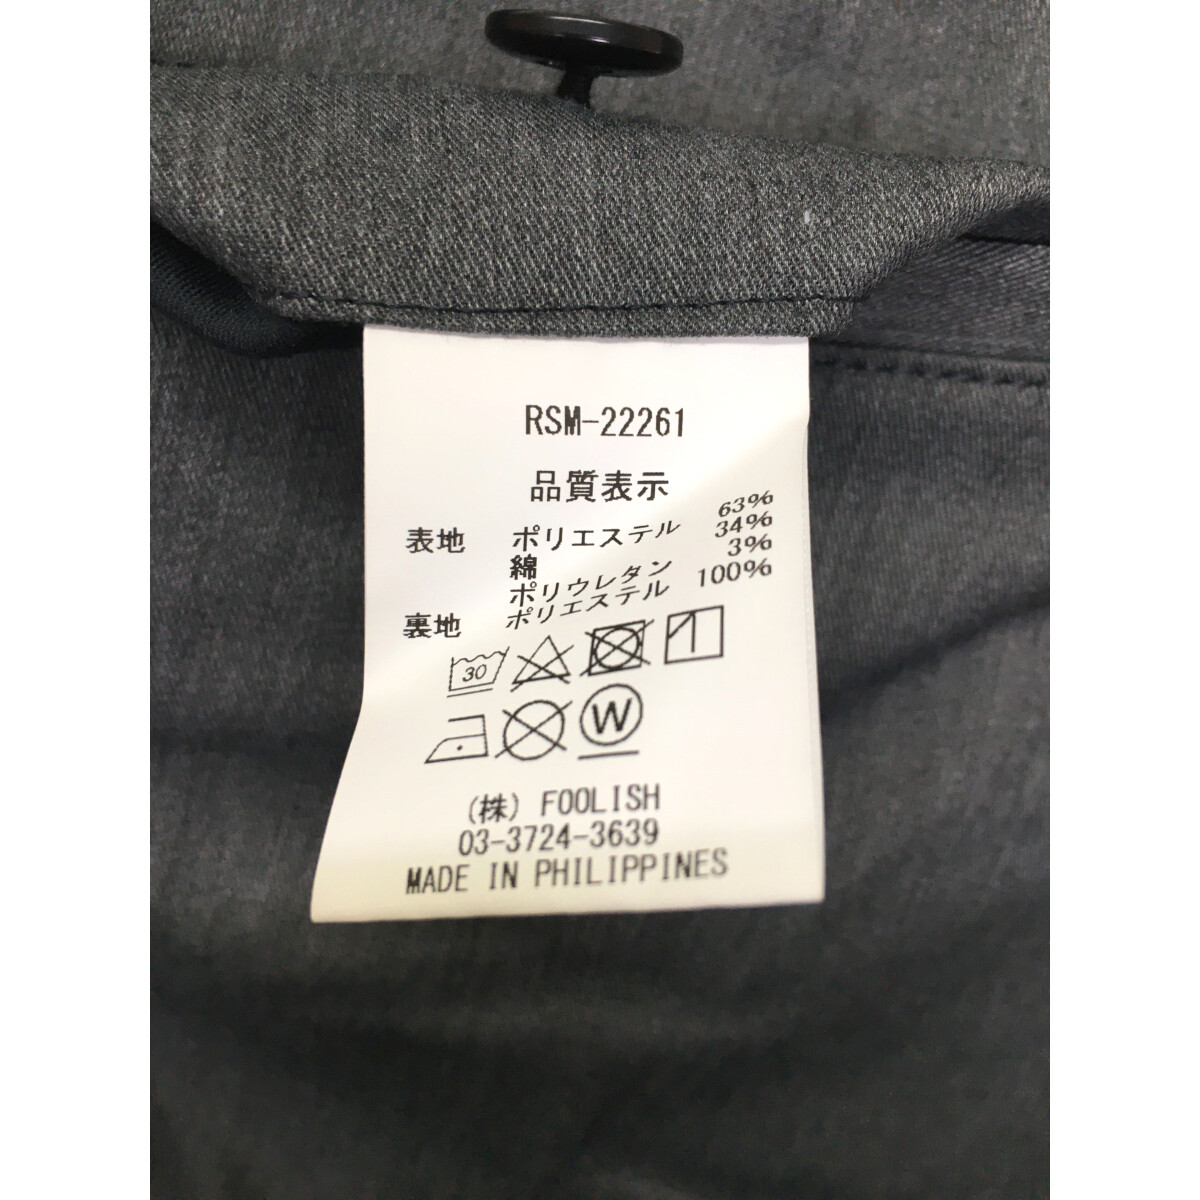 RSM-22261
品質表示
表地 ポリエステル 63%
綿 34%
ポリウレタン 3%
裏地 ポリエステル 100%
30
W
(株) FOOLISH
03-3724-3639
MADE IN PHILIPPINES